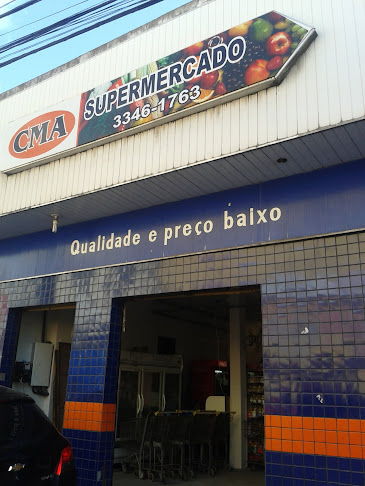 CMA
SUPERMERCADO
3346-1763
Qualidade e preço baixo